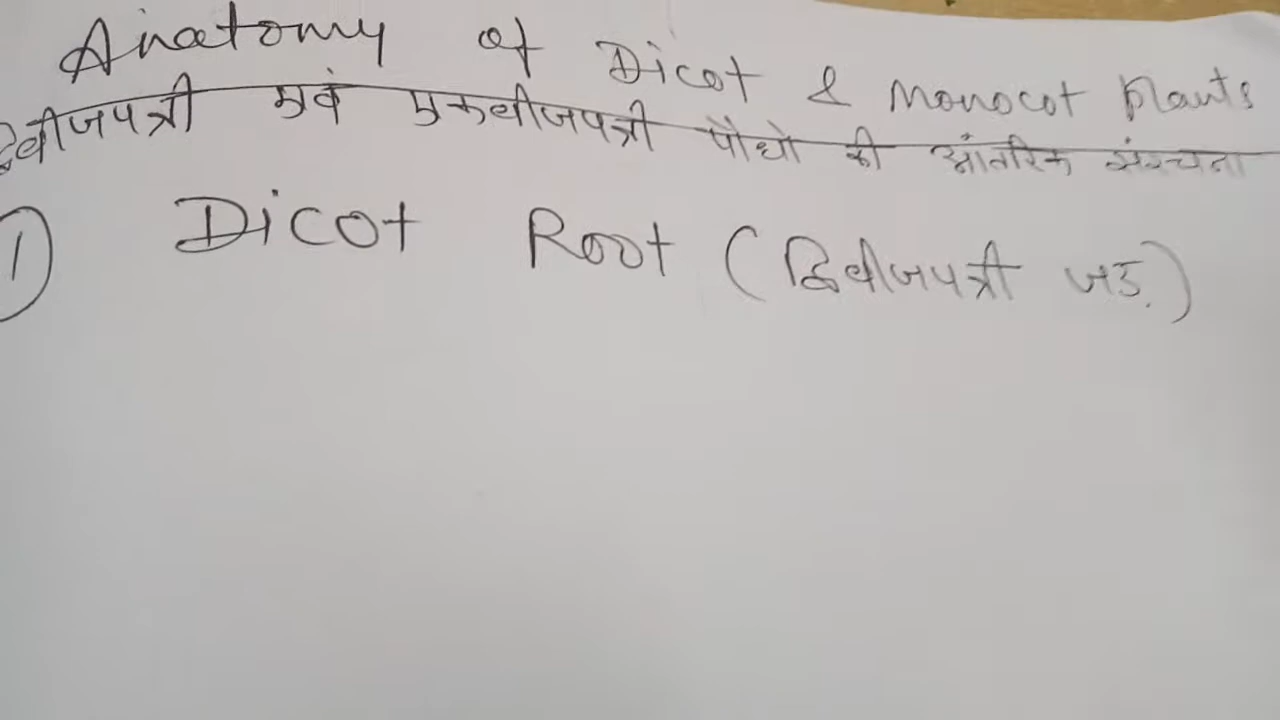 Anatomy of Dicot & Monocot plants
द्विबीजपत्री एवं एकबीजपत्री पौधो की आंतरिक संरचना
1 Dicot Root (द्विबीजपत्री जड़)